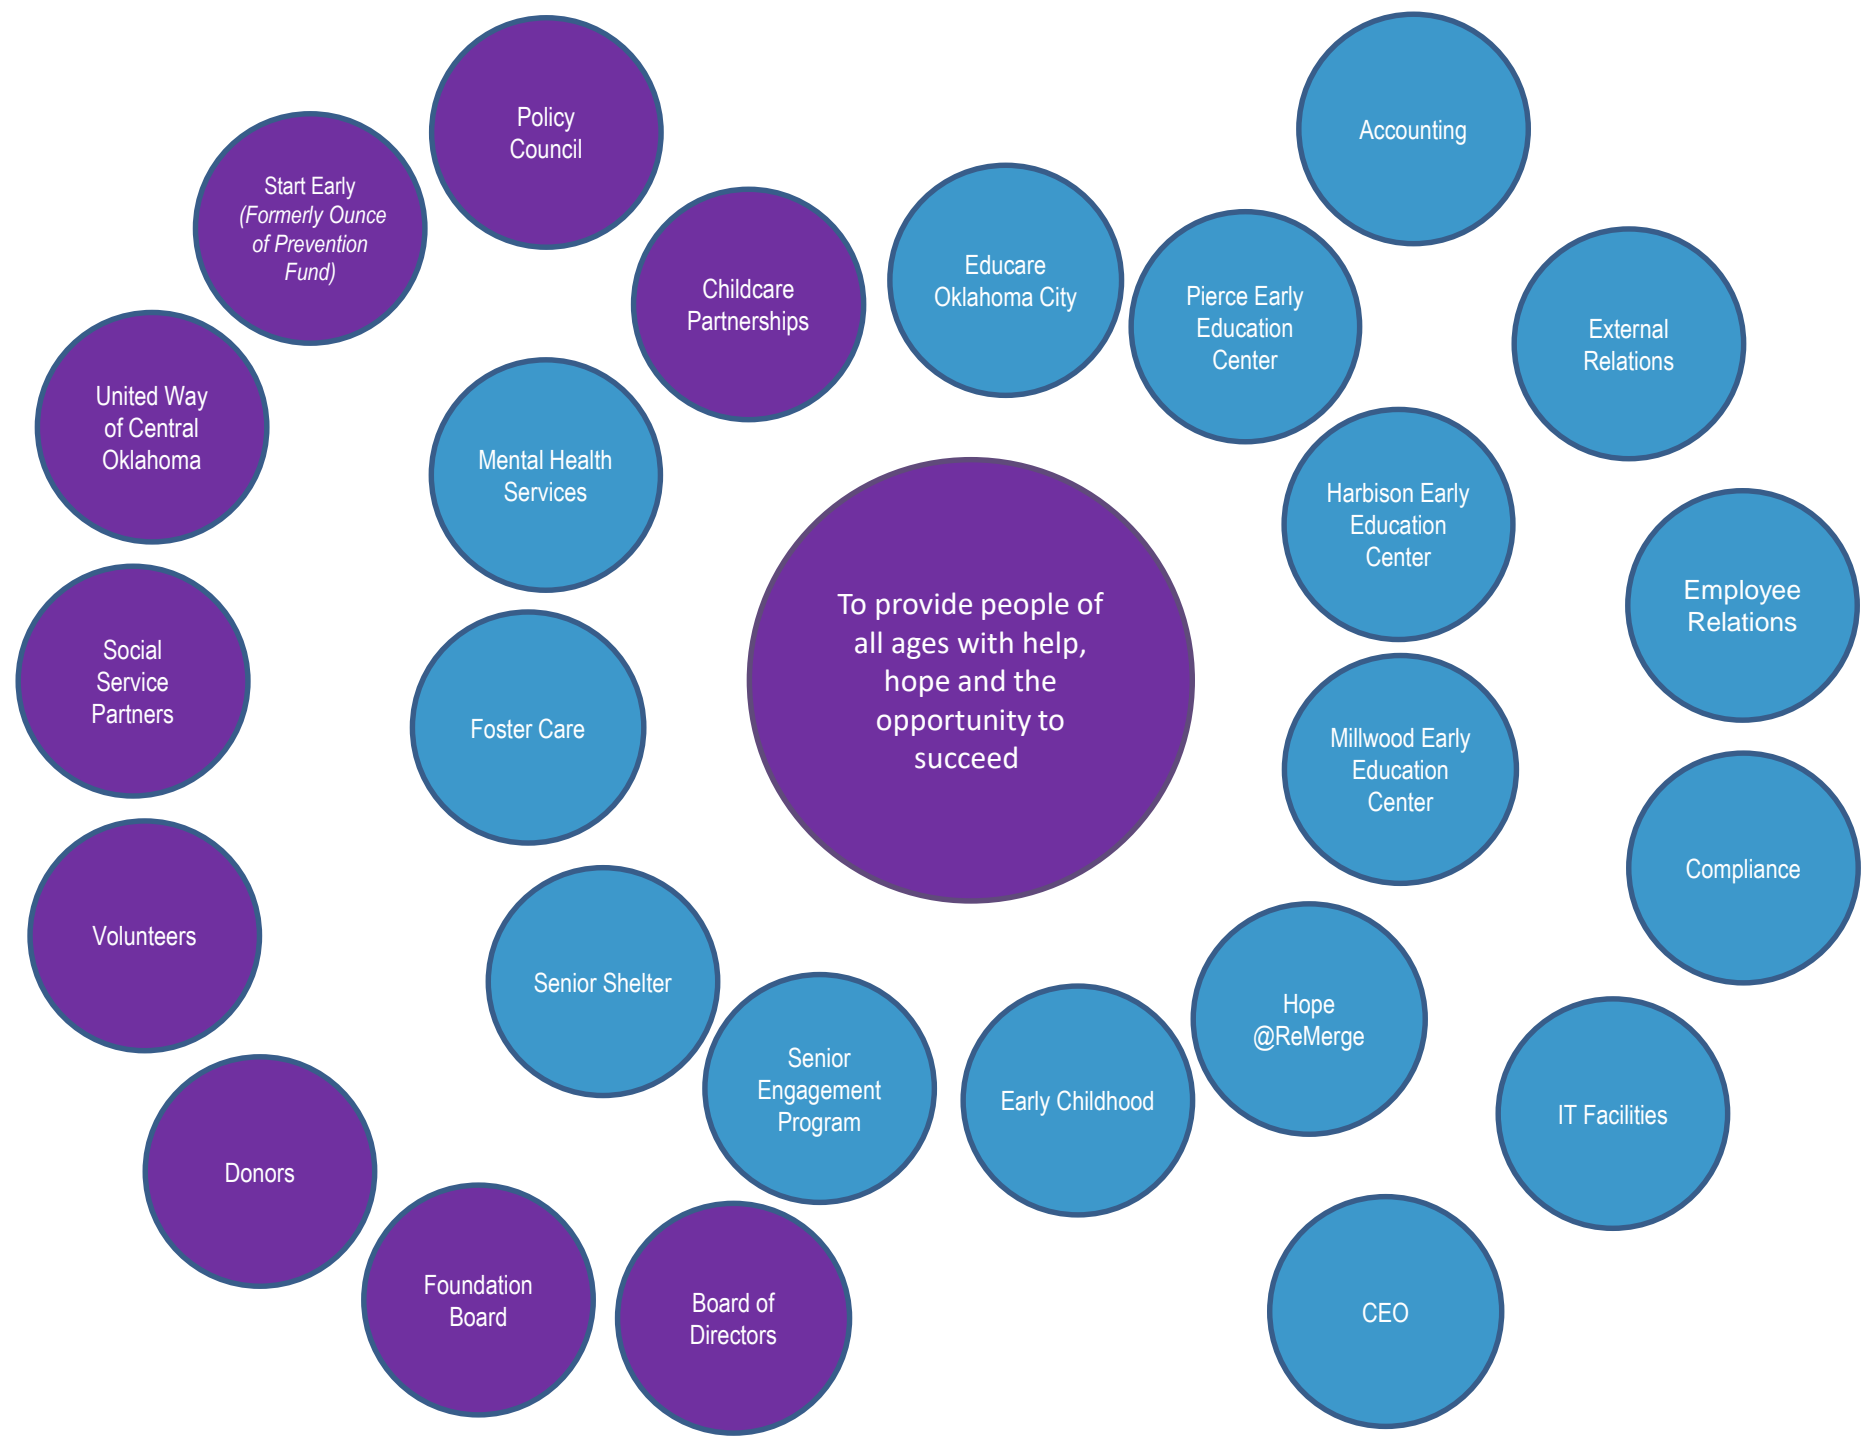 Policy
Council
Accounting
Start Early
(Formerly Ounce
of Prevention
Fund)
Childcare
Partnerships
Educare
Oklahoma City
Pierce Early
Education
Center
External
Relations
United Way
of Central
Oklahoma
Mental Health
Services
Harbison Early
Education
Center
To provide people of
all ages with help,
hope and the
opportunity to
succeed
Employee
Relations
Social
Service
Partners
Foster Care
Millwood Early
Education
Center
Compliance
Volunteers
Senior Shelter
Hope
@ReMerge
Senior
Engagement
Program
Early Childhood
IT Facilities
Donors
Foundation
Board
Board of
Directors
CEO